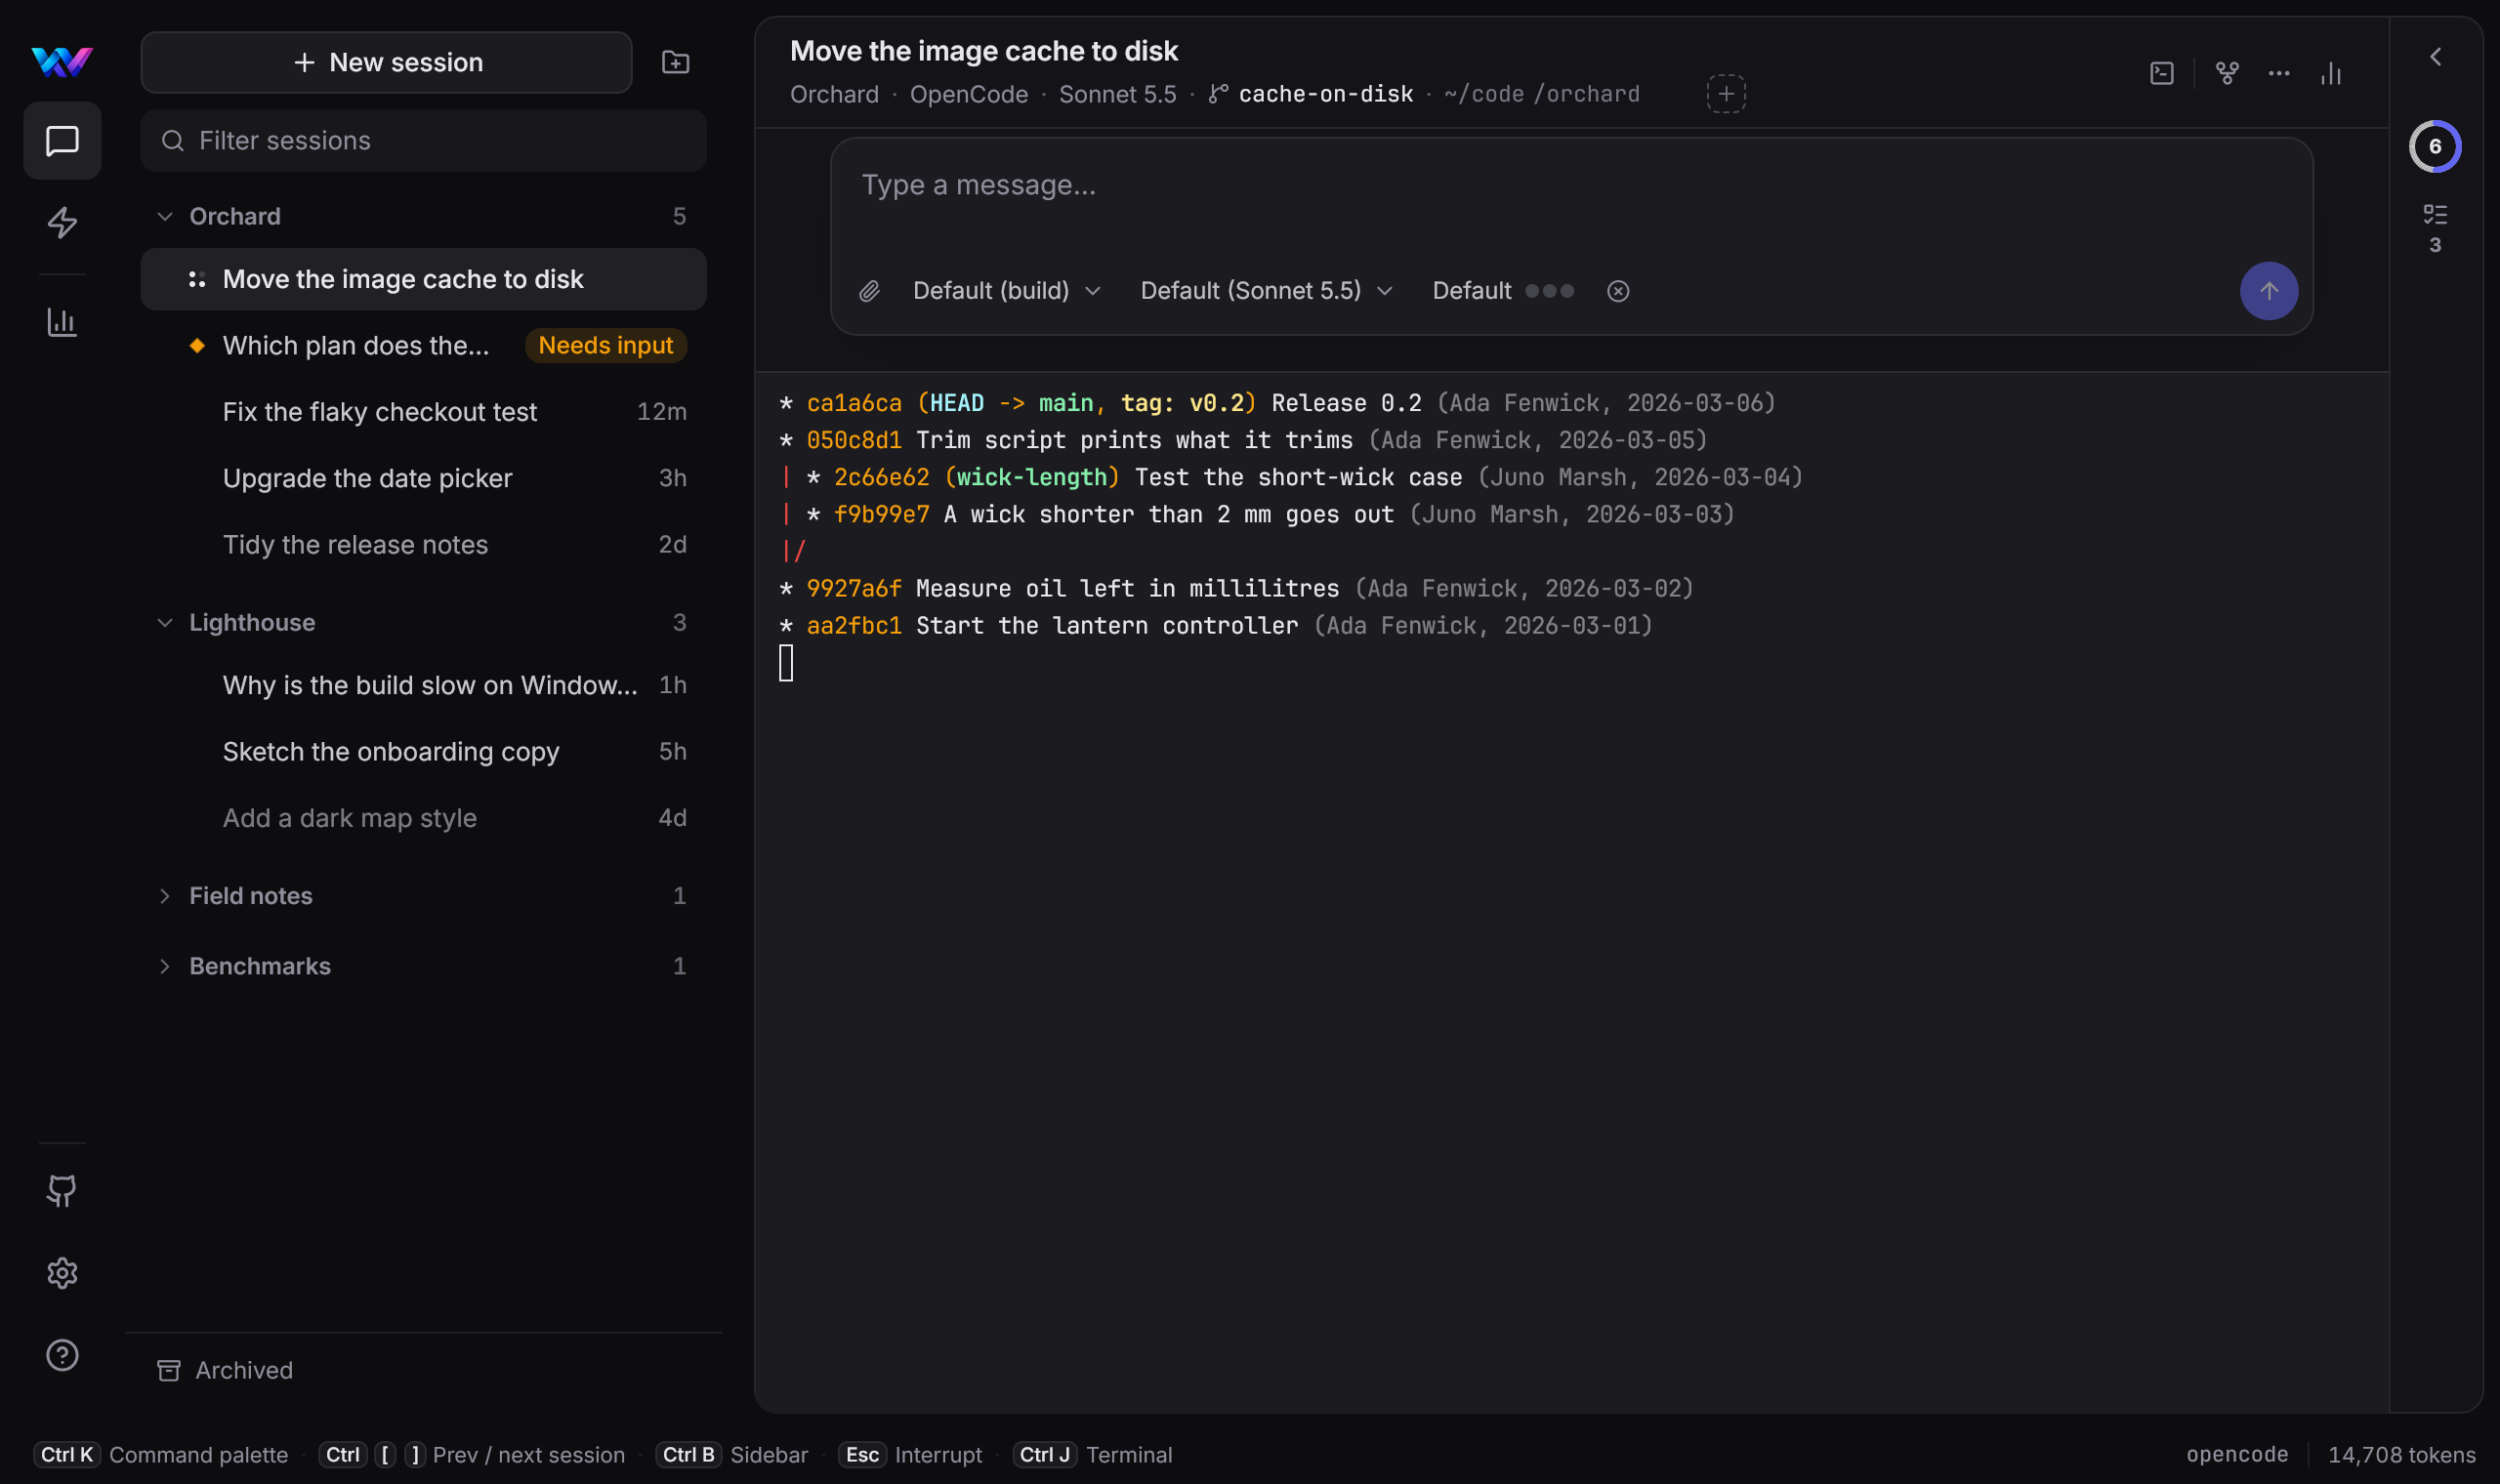 New session
Filter sessions
Orchard 5
Move the image cache to disk
Which plan does the... Needs input
Fix the flaky checkout test 12m
Upgrade the date picker 3h
Tidy the release notes 2d
Lighthouse 3
Why is the build slow on Window... 1h
Sketch the onboarding copy 5h
Add a dark map style 4d
Field notes 1
Benchmarks 1
Archived
Move the image cache to disk
Orchard · OpenCode · Sonnet 5.5 · cache-on-disk · ~/code /orchard
Type a message...
Default (build) Default (Sonnet 5.5) Default
* ca1a6ca (HEAD -> main, tag: v0.2) Release 0.2 (Ada Fenwick, 2026-03-06)
* 050c8d1 Trim script prints what it trims (Ada Fenwick, 2026-03-05)
| * 2c66e62 (wick-length) Test the short-wick case (Juno Marsh, 2026-03-04)
| * f9b99e7 A wick shorter than 2 mm goes out (Juno Marsh, 2026-03-03)
|/
* 9927a6f Measure oil left in millilitres (Ada Fenwick, 2026-03-02)
* aa2fbc1 Start the lantern controller (Ada Fenwick, 2026-03-01)
6
3
Ctrl K Command palette · Ctrl [ ] Prev / next session · Ctrl B Sidebar · Esc Interrupt · Ctrl J Terminal
opencode 14,708 tokens